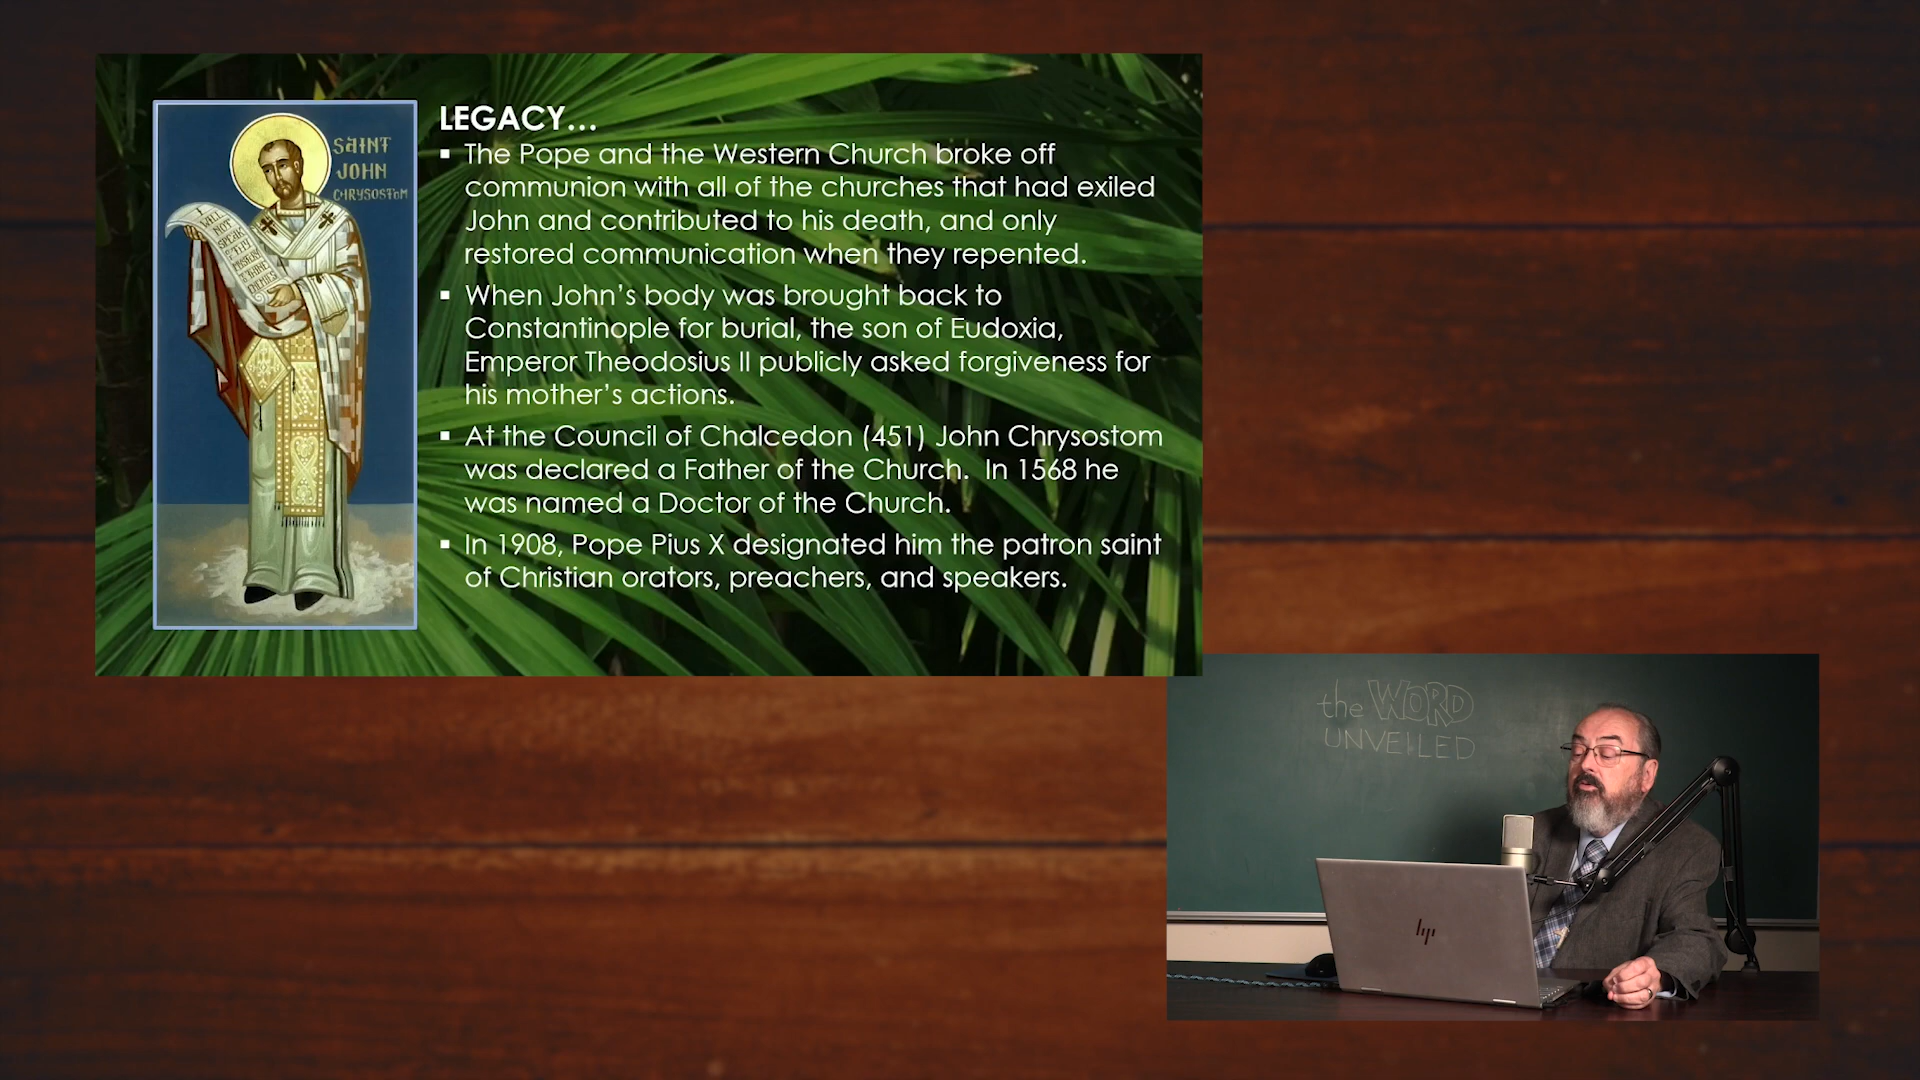 SAINT
JOHN
CHRYSOSTOM
I WILL
NOT
SPEAK
LEGACY...
▪ The Pope and the Western Church broke off
communion with all of the churches that had exiled
John and contributed to his death, and only
restored communication when they repented.
▪ When John’s body was brought back to
Constantinople for burial, the son of Eudoxia,
Emperor Theodosius II publicly asked forgiveness for
his mother’s actions.
▪ At the Council of Chalcedon (451) John Chrysostom
was declared a Father of the Church.  In 1568 he
was named a Doctor of the Church.
▪ In 1908, Pope Pius X designated him the patron saint
of Christian orators, preachers, and speakers.
the WORD
UNVEILED
hp